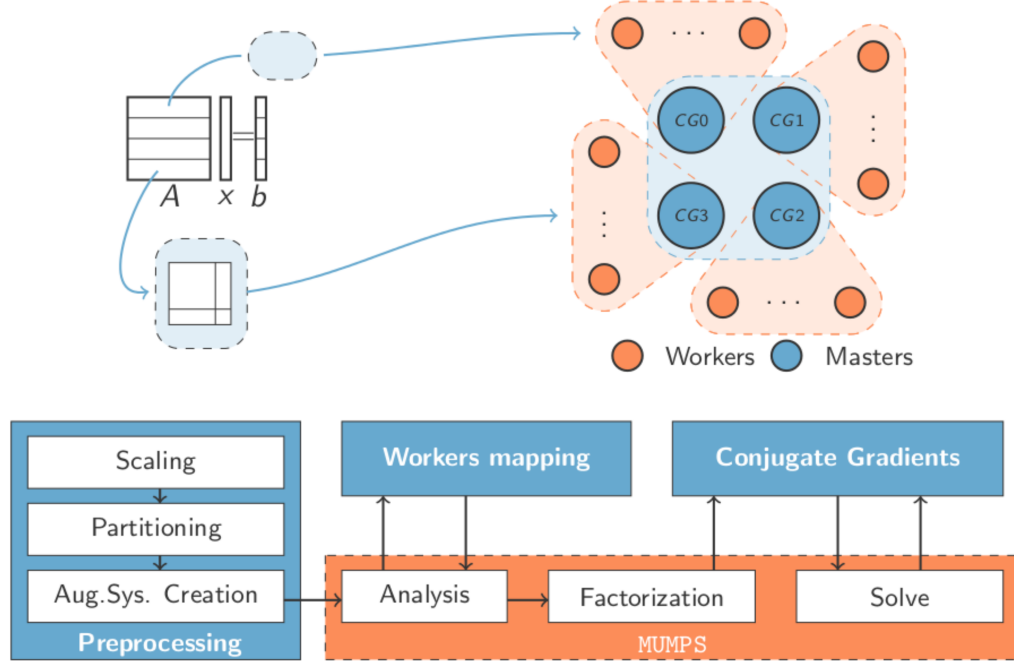 A x b
. . .
CG0 CG1
CG3 CG2
. . .
Workers Masters
Scaling
Partitioning
Aug.Sys. Creation
Preprocessing
Workers mapping
Conjugate Gradients
Analysis
Factorization
Solve
MUMPS